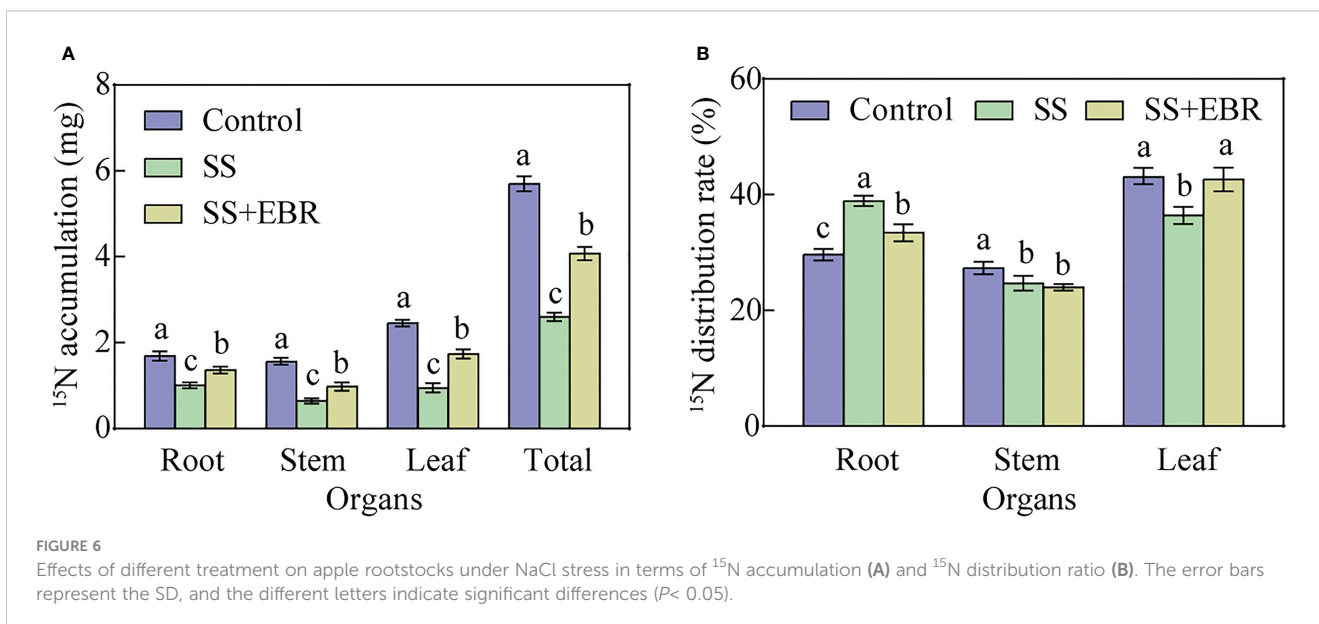 A
8
6
4
2
0
¹⁵N accumulation (mg)
Control
SS
SS+EBR
a c b
a c b
a c b
a c b
Root Stem Leaf Total
Organs
B
60
40
20
0
¹⁵N distribution rate (%)
Control SS SS+EBR
c a b
a b b
a b a
Root Stem Leaf
Organs
FIGURE 6
Effects of different treatment on apple rootstocks under NaCl stress in terms of ¹⁵N accumulation (A) and ¹⁵N distribution ratio (B). The error bars
represent the SD, and the different letters indicate significant differences (P< 0.05).